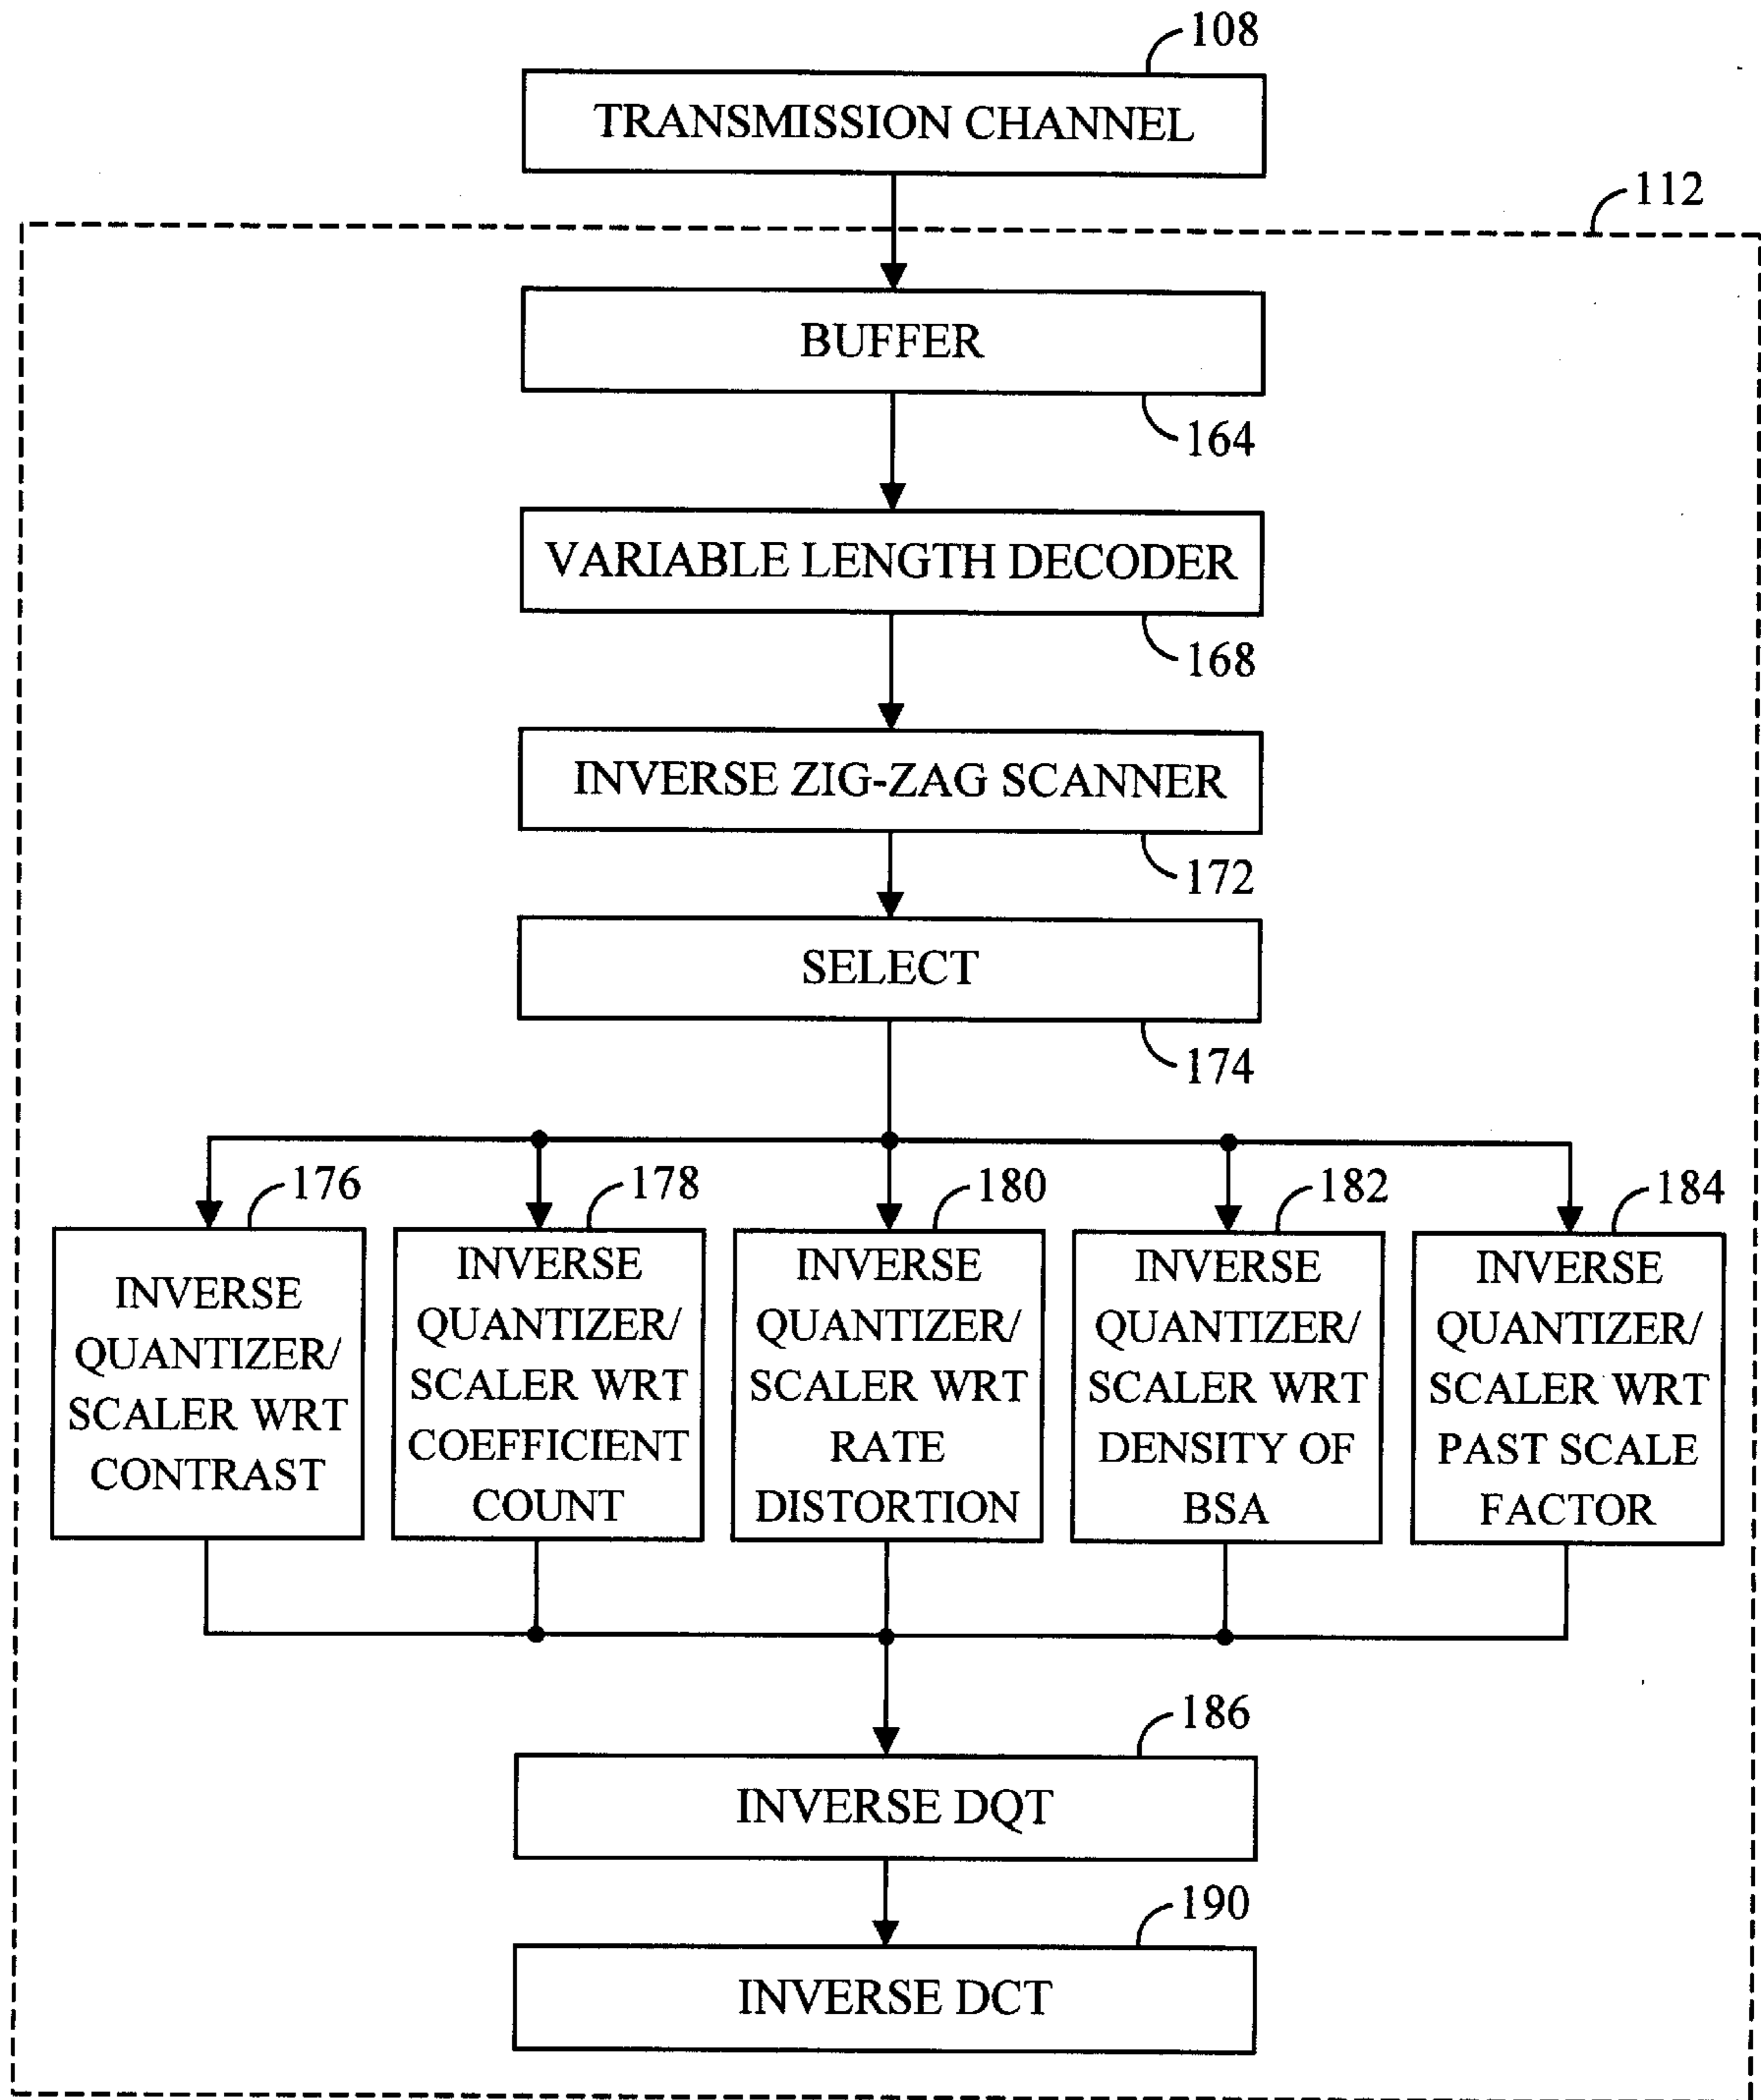 108
TRANSMISSION CHANNEL
112
BUFFER
164
VARIABLE LENGTH DECODER
168
INVERSE ZIG-ZAG SCANNER
172
SELECT
174
176
INVERSE
QUANTIZER/
SCALER WRT
CONTRAST
178
INVERSE
QUANTIZER/
SCALER WRT
COEFFICIENT
COUNT
180
INVERSE
QUANTIZER/
SCALER WRT
RATE
DISTORTION
182
INVERSE
QUANTIZER/
SCALER WRT
DENSITY OF
BSA
184
INVERSE
QUANTIZER/
SCALER WRT
PAST SCALE
FACTOR
186
INVERSE DQT
190
INVERSE DCT